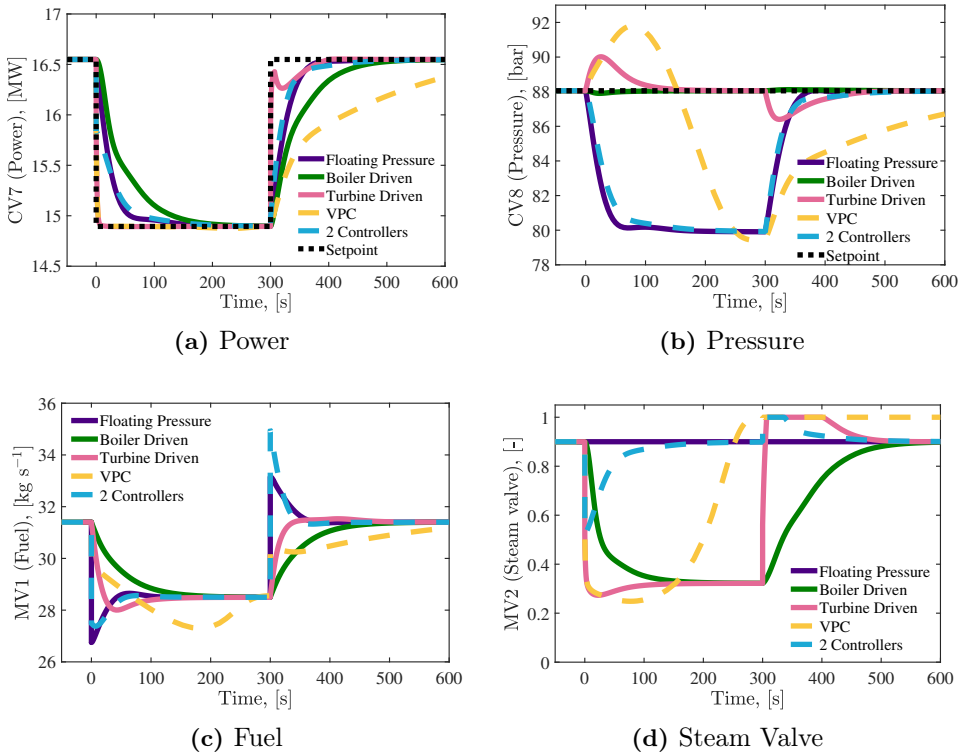 17
16.5
16
15.5
15
14.5
CV7 (Power), [MW]
Floating Pressure
Boiler Driven
Turbine Driven
VPC
2 Controllers
Setpoint
0 100 200 300 400 500 600
Time, [s]
(a) Power
92
90
88
86
84
82
80
78
CV8 (Pressure), [bar]
Floating Pressure
Boiler Driven
Turbine Driven
VPC
2 Controllers
Setpoint
0 100 200 300 400 500 600
Time, [s]
(b) Pressure
36
34
32
30
28
26
MV1 (Fuel), [kg s⁻¹]
Floating Pressure
Boiler Driven
Turbine Driven
VPC
2 Controllers
0 100 200 300 400 500 600
Time, [s]
(c) Fuel
1
0.8
0.6
0.4
0.2
0
MV2 (Steam valve), [-]
Floating Pressure
Boiler Driven
Turbine Driven
VPC
2 Controllers
0 100 200 300 400 500 600
Time, [s]
(d) Steam Valve